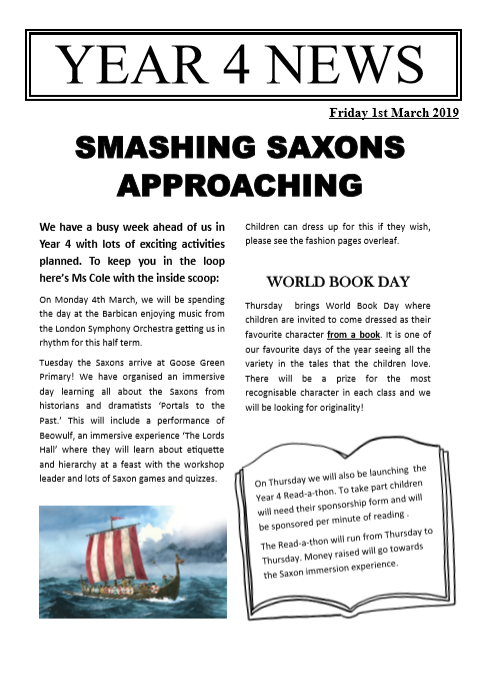 YEAR 4 NEWS
Friday 1st March 2019
SMASHING SAXONS
APPROACHING
We have a busy week ahead of us in
Year 4 with lots of exciting activities
planned. To keep you in the loop
here's Ms Cole with the inside scoop:
On Monday 4th March, we will be spending
the day at the Barbican enjoying music from
the London Symphony Orchestra getting us in
rhythm for this half term.
Tuesday the Saxons arrive at Goose Green
Primary! We have organised an immersive
day learning all about the Saxons from
historians and dramatists 'Portals to the
Past.' This will include a performance of
Beowulf, an immersive experience 'The Lords
Hall' where they will learn about etiquette
and hierarchy at a feast with the workshop
leader and lots of Saxon games and quizzes.
Children can dress up for this if they wish,
please see the fashion pages overleaf.
WORLD BOOK DAY
Thursday brings World Book Day where
children are invited to come dressed as their
favourite character from a book. It is one of
our favourite days of the year seeing all the
variety in the tales that the children love.
There will be a prize for the most
recognisable character in each class and we
will be looking for originality!
On Thursday we will also be launching the
Year 4 Read-a-thon. To take part children
will need their sponsorship form and will
be sponsored per minute of reading .
The Read-a-thon will run from Thursday to
Thursday. Money raised will go towards
the Saxon immersion experience.